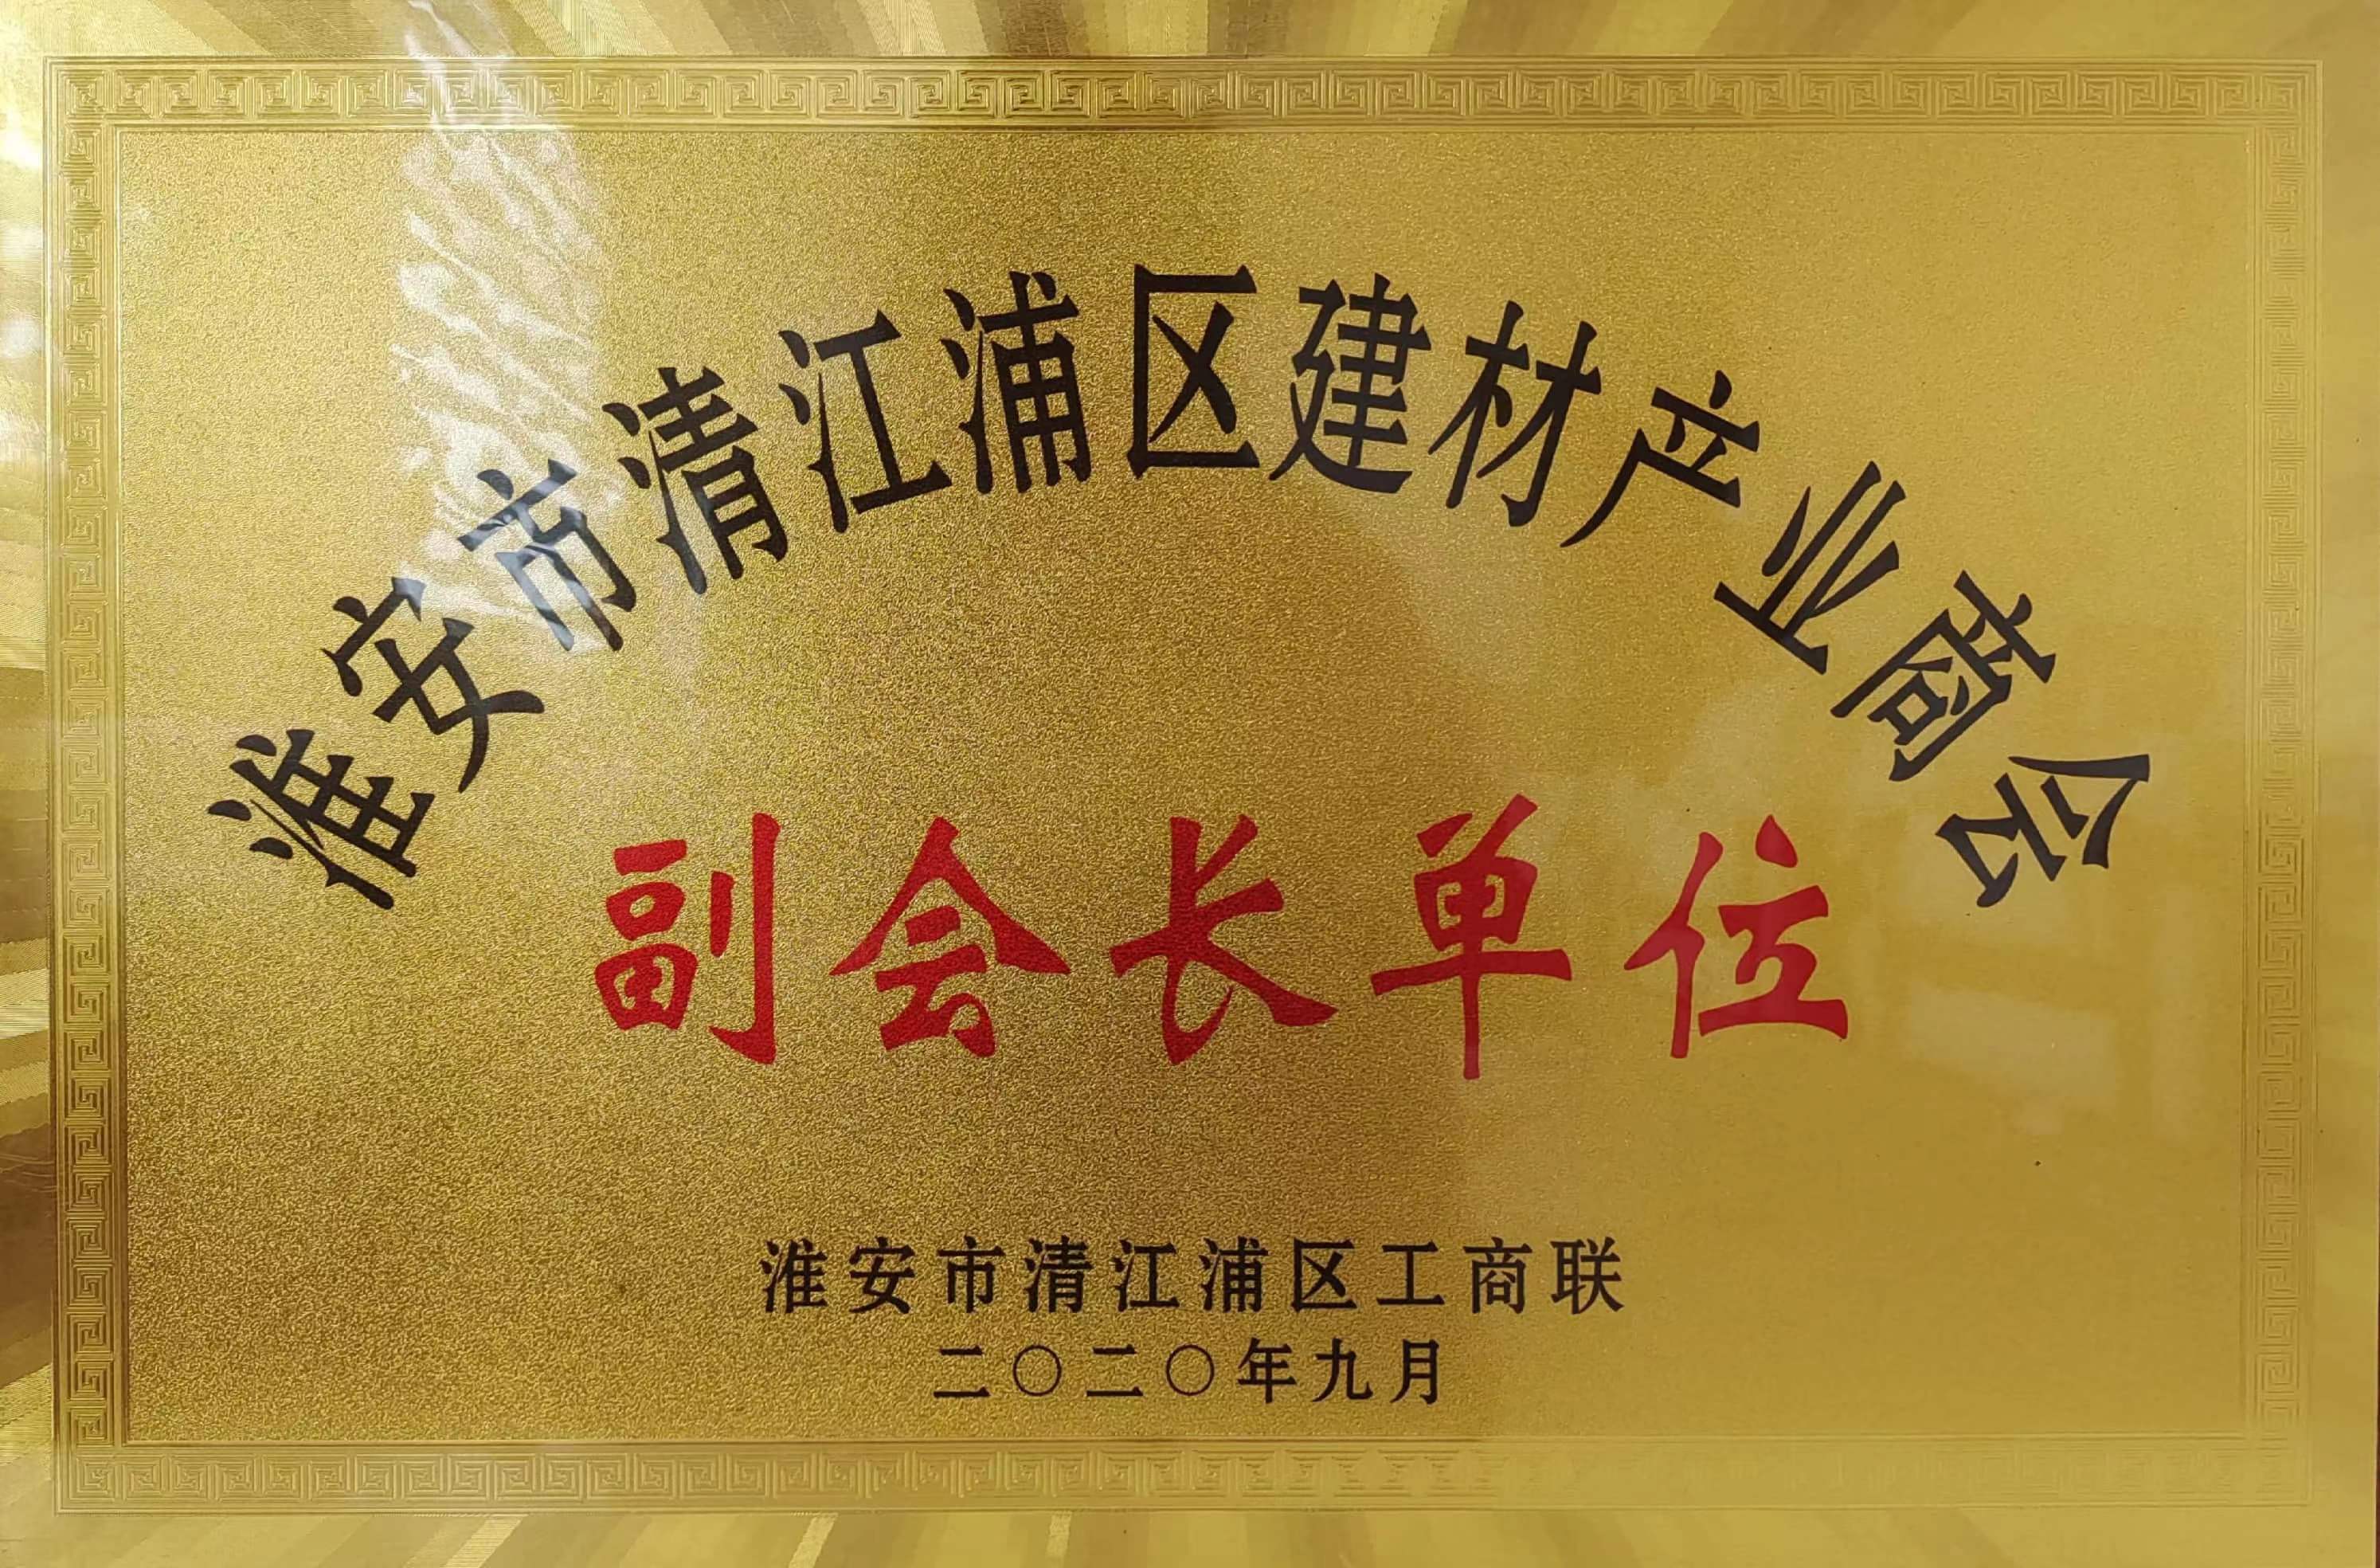 淮安市清江浦区建材产业商会
副会长单位
淮安市清江浦区工商联
二〇二〇年九月